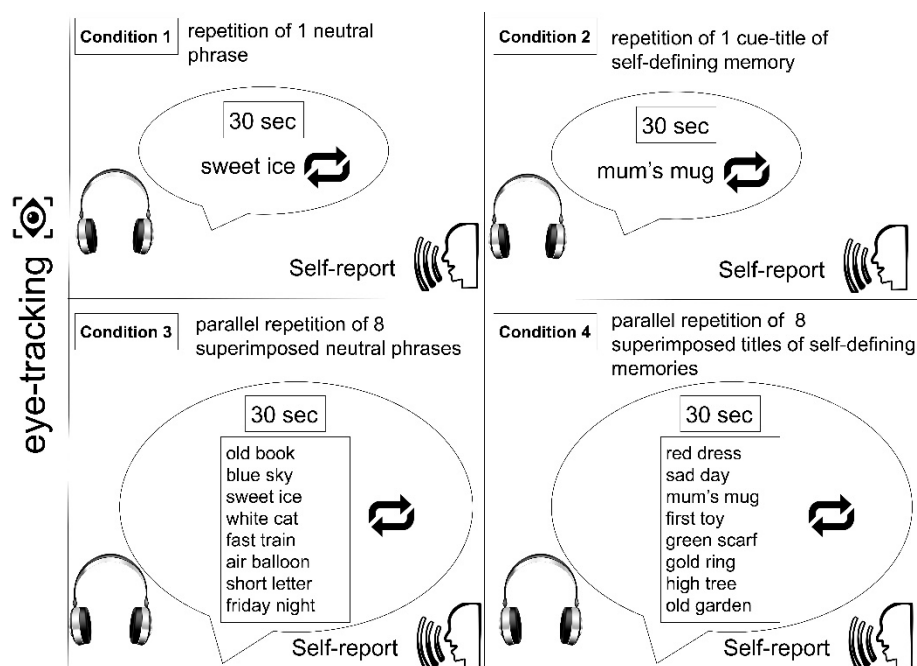 eye-tracking
Condition 1
repetition of 1 neutral
phrase
30 sec
sweet ice
Self-report
Condition 2
repetition of 1 cue-title of
self-defining memory
30 sec
mum's mug
Self-report
Condition 3
parallel repetition of 8
superimposed neutral phrases
30 sec
old book
blue sky
sweet ice
white cat
fast train
air balloon
short letter
friday night
Self-report
Condition 4
parallel repetition of 8
superimposed titles of self-defining
memories
30 sec
red dress
sad day
mum's mug
first toy
green scarf
gold ring
high tree
old garden
Self-report